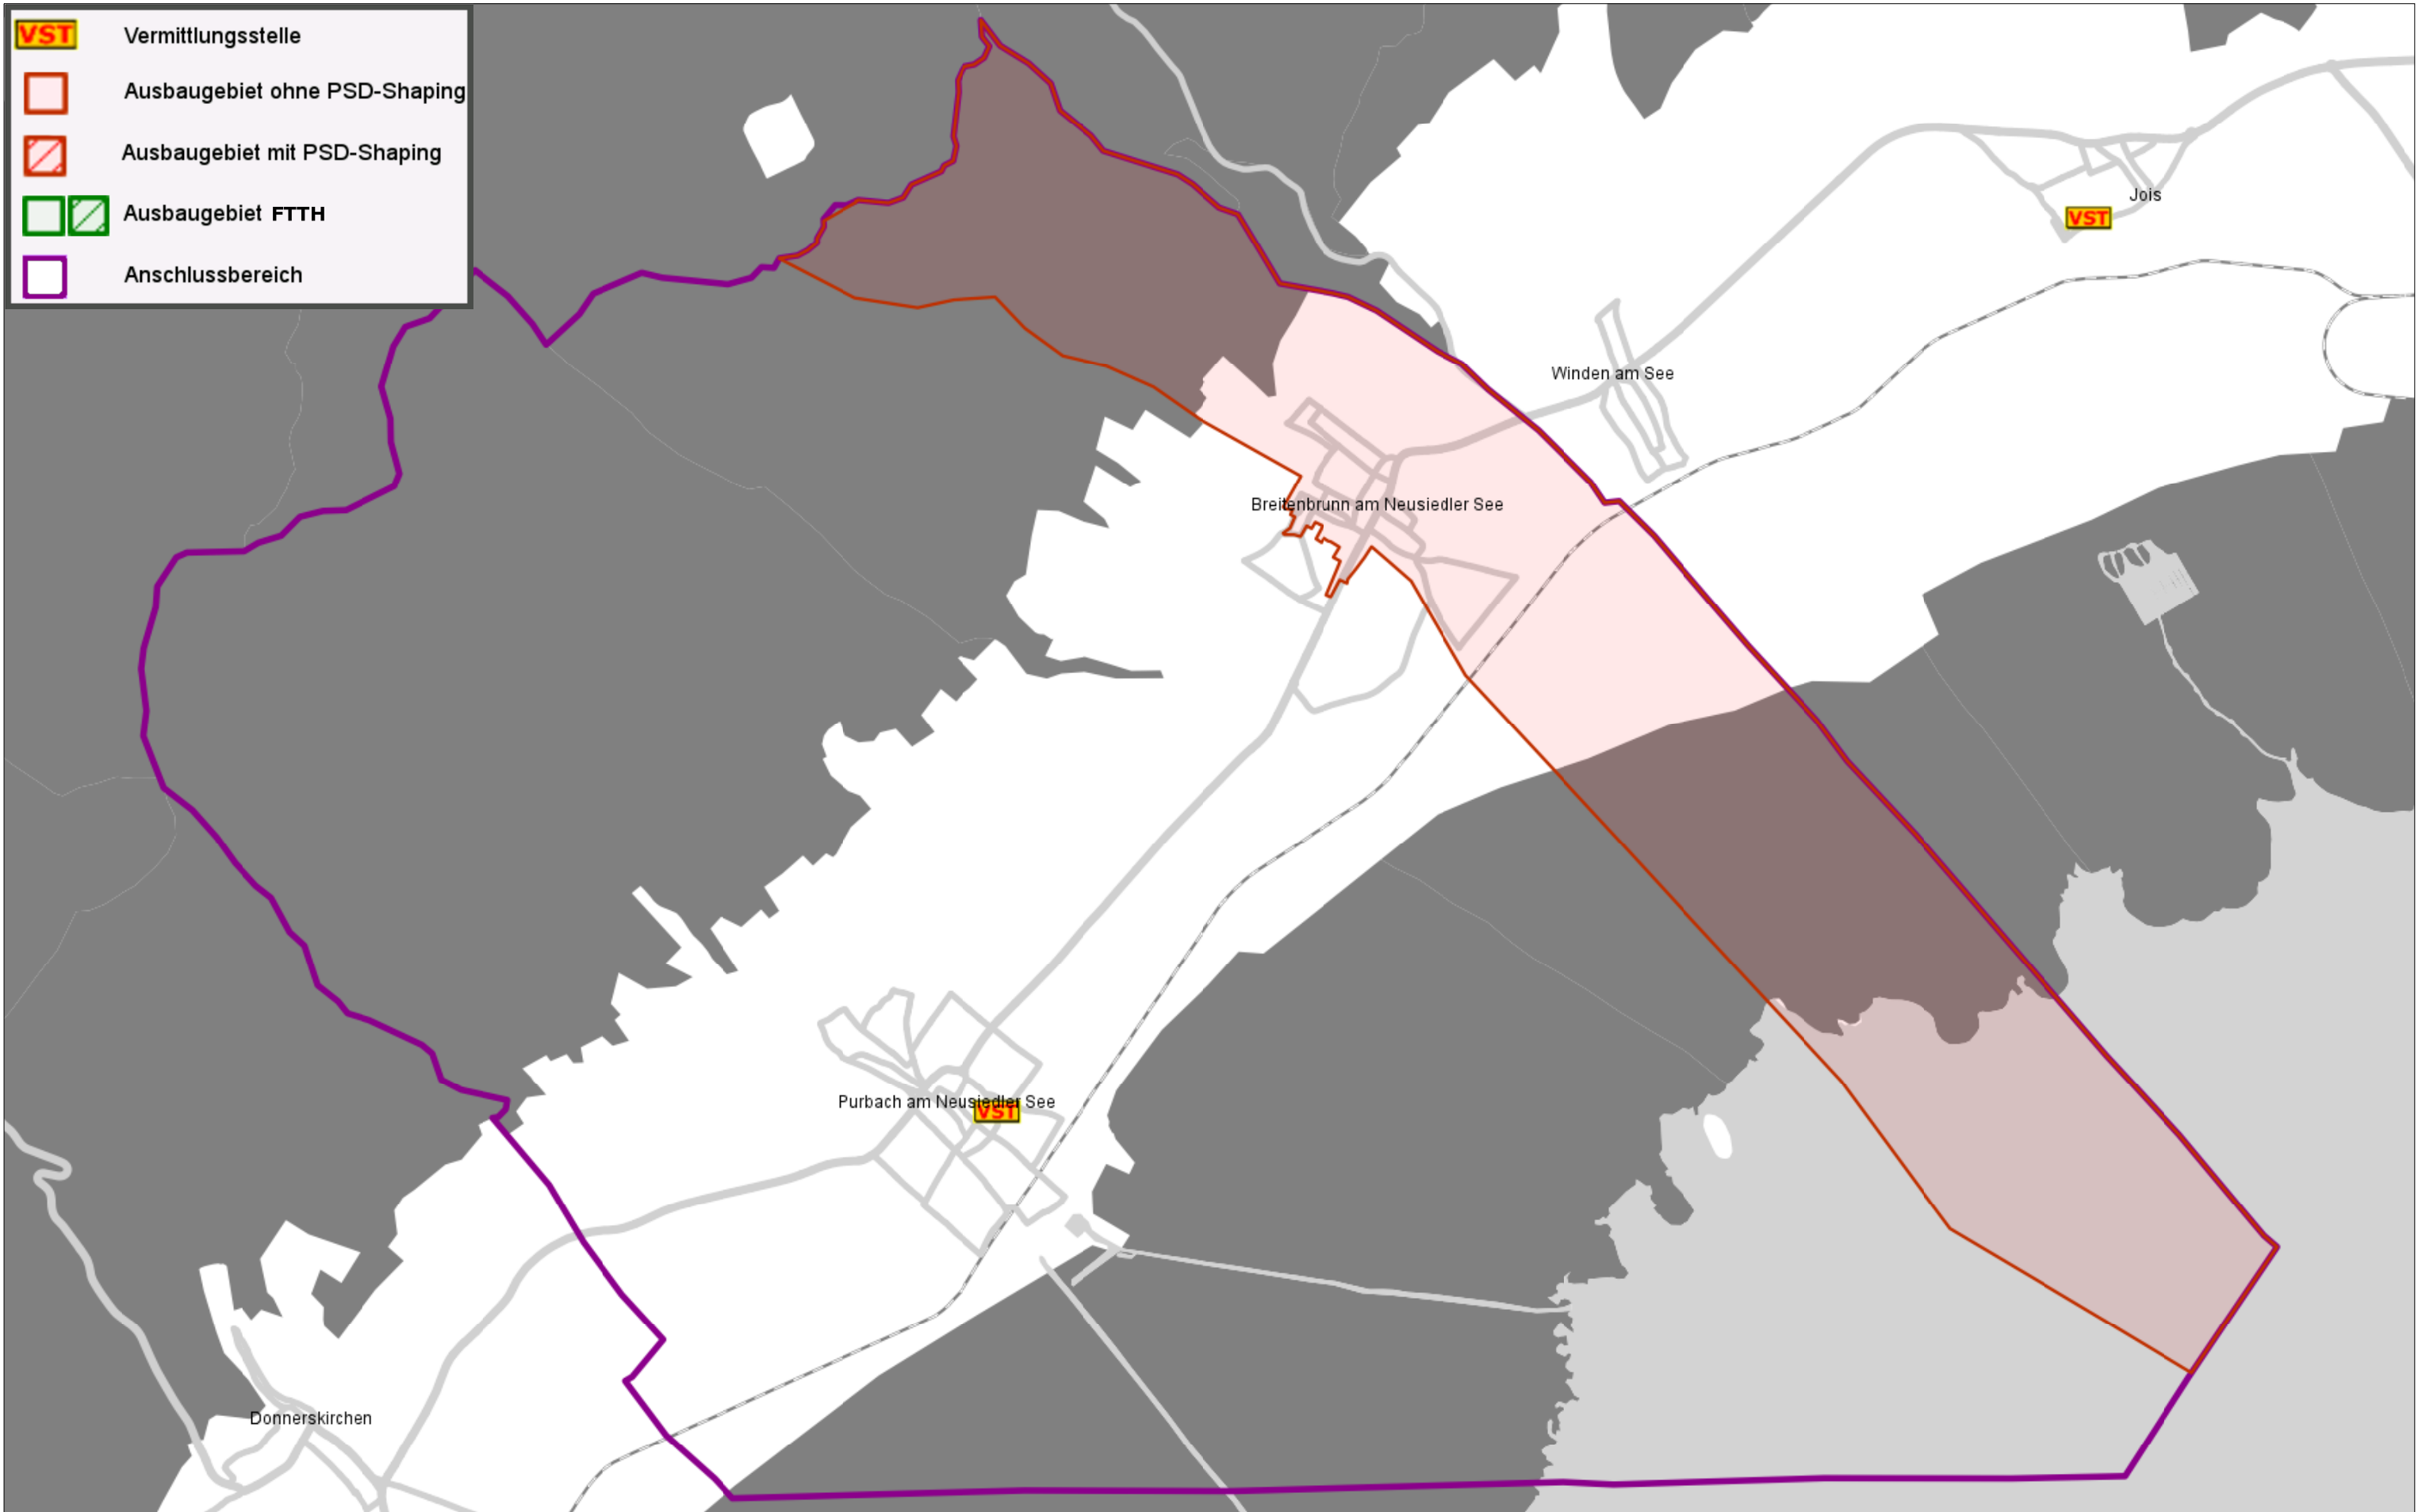 VST Vermittlungsstelle
Ausbaugebiet ohne PSD-Shaping
Ausbaugebiet mit PSD-Shaping
Ausbaugebiet FTTH
Anschlussbereich
Jois
VST
Winden am See
Breitenbrunn am Neusiedler See
Purbach am Neusiedler See
VST
Donnerskirchen